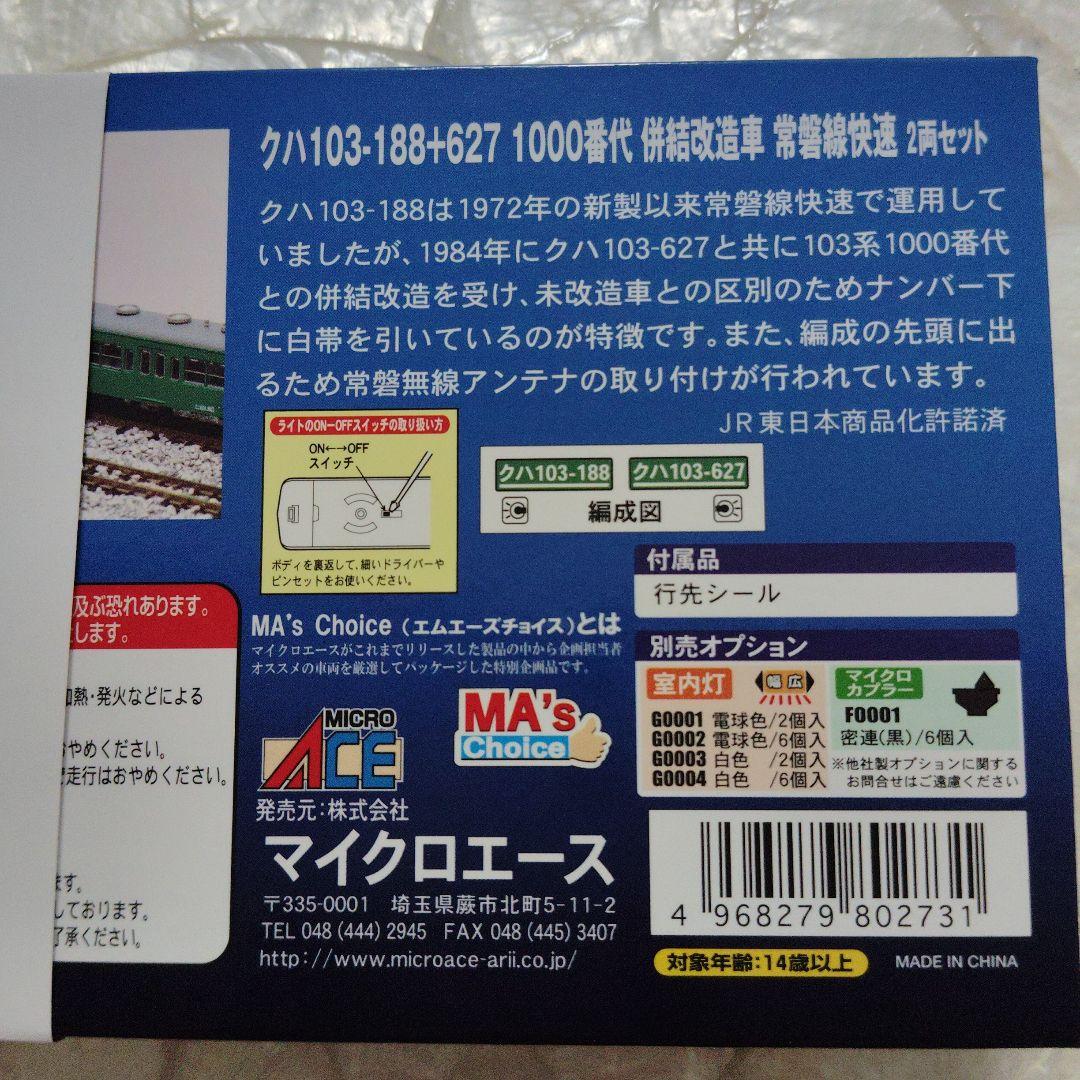 クハ103-188+627 1000番代 併結改造車 常磐線快速 2両セット
クハ103-188は1972年の新製以来常磐線快速で運用して
いましたが、1984年にクハ103-627と共に103系1000番代
との併結改造を受け、未改造車との区別のためナンバー下
に白帯を引いているのが特徴です。また、編成の先頭に出
るため常磐無線アンテナの取り付けが行われています。
JR東日本商品化許諾済
ライトのON-OFFスイッチの取り扱い方
ON←→OFF
スイッチ
ボディを裏返して、細いドライバーや
ピンセットをお使いください。
クハ103-188 クハ103-627
編成図
付属品
行先シール
別売オプション
室内灯 幅広
G0001 電球色/2個入
G0002 電球色/6個入
G0003 白色 /2個入
G0004 白色 /6個入
マイクロ
カプラー
F0001
密連(黒)/6個入
※他社製オプションに関する
お問合せはご遠慮ください
及ぶ恐れあります。
します。
加熱・発火などによる
おやめください。
走行はおやめください。
ます。
しております。
了承ください。
MA's Choice (エムエーズチョイス)とは
マイクロエースがこれまでリリースした製品の中から企画担当者
オススメの車両を厳選してパッケージした特別企画品です。
MICRO
ACE
MA's
Choice
発売元:株式会社
マイクロエース
〒335-0001 埼玉県蕨市北町5-11-2
TEL 048 (444) 2945 FAX 048 (445) 3407
http://www.microace-arii.co.jp/
4 968279 802731
対象年齢:14歳以上
MADE IN CHINA